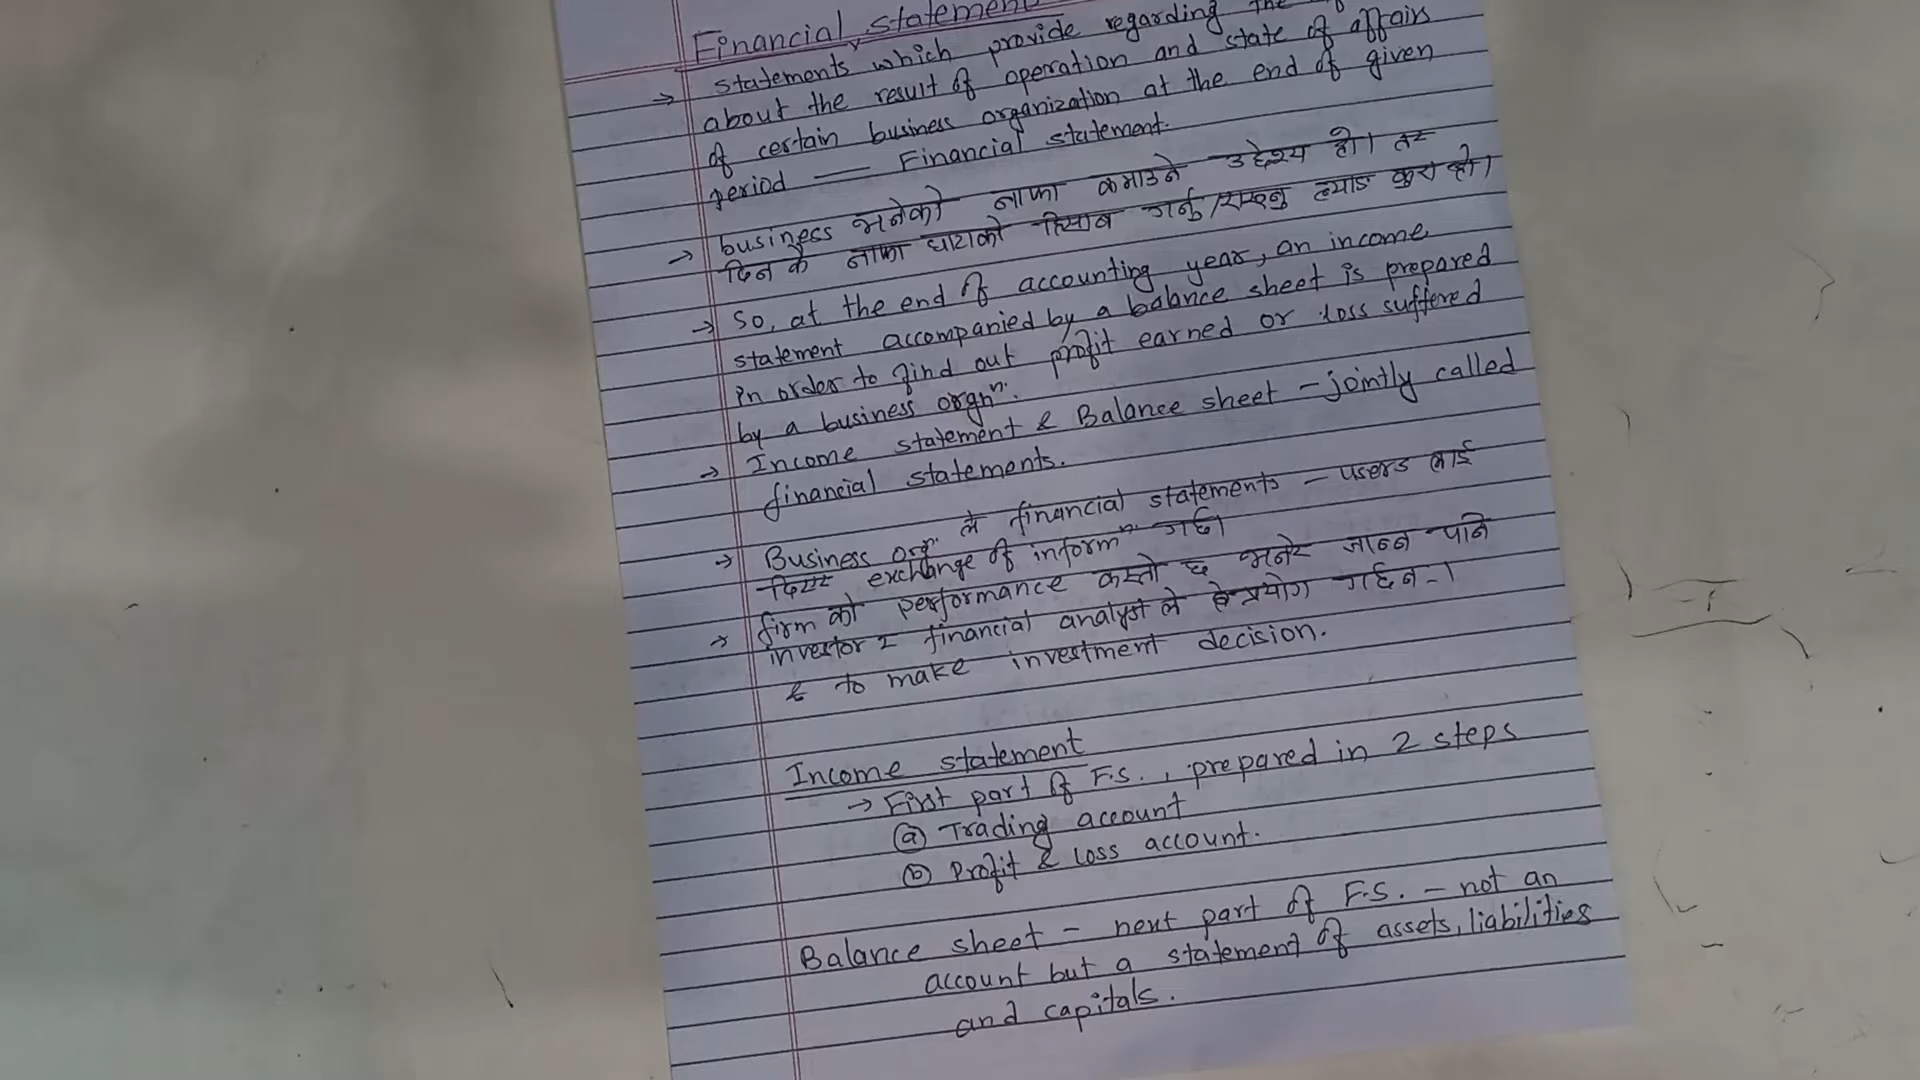 Financial statement
→ statements which provide regarding the
about the result of operation and state of affairs
of certain business organization at the end of given
period — Financial statement.
→ business भनेको नाफा कमाउने उद्देश्य हो। तर
दिन कै नाफा घाटाको हिसाब गर्नु/राख्नु कुरा हो।
→ So, at the end of accounting year, an income
statement accompanied by a balance sheet is prepared
in order to find out profit earned or loss suffered
by a business orgnⁿ.
→ Income statement & Balance sheet - jointly called
financial statements.
→ Business orgⁿ ले financial statements - users लाई
दिएर exchange of informⁿ गर्छ।
→ firm को performance कस्तो छ भनेर जान्न पनि
investor र financial analyst ले प्रयोग गर्छन्।
& to make investment decision.
Income statement
→ First part of F.S., prepared in 2 steps
ⓐ Trading account
ⓑ Profit & loss account.
Balance sheet - next part of F.S. - not an
account but a statement of assets, liabilities
and capitals.